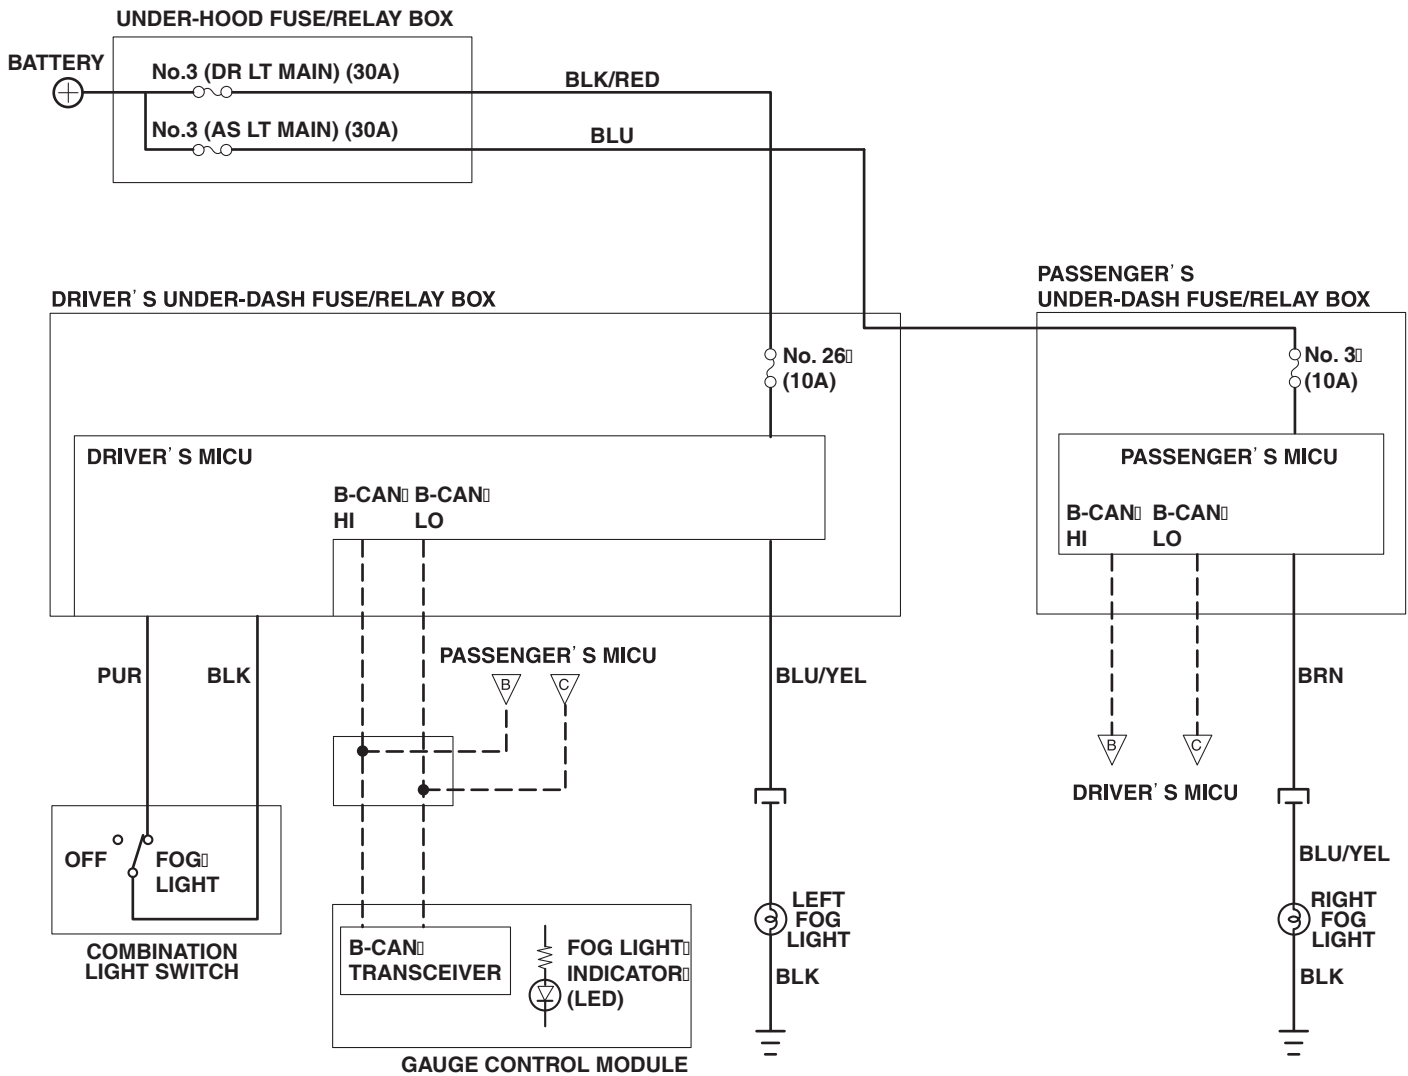 UNDER-HOOD FUSE/RELAY BOX
BATTERY
No.3 (DR LT MAIN) (30A)
BLK/RED
No.3 (AS LT MAIN) (30A)
BLU
PASSENGER' S
UNDER-DASH FUSE/RELAY BOX
DRIVER' S UNDER-DASH FUSE/RELAY BOX
No. 26
(10A)
No. 3
(10A)
DRIVER' S MICU
PASSENGER' S MICU
B-CAN B-CAN
HI LO
B-CAN B-CAN
HI LO
PASSENGER' S MICU
B C
PUR BLK
BLU/YEL
BRN
B C
DRIVER' S MICU
OFF
FOG
LIGHT
COMBINATION
LIGHT SWITCH
BLU/YEL
LEFT
FOG
LIGHT
RIGHT
FOG
LIGHT
B-CAN
TRANSCEIVER
FOG LIGHT
INDICATOR
(LED)
BLK
BLK
GAUGE CONTROL MODULE